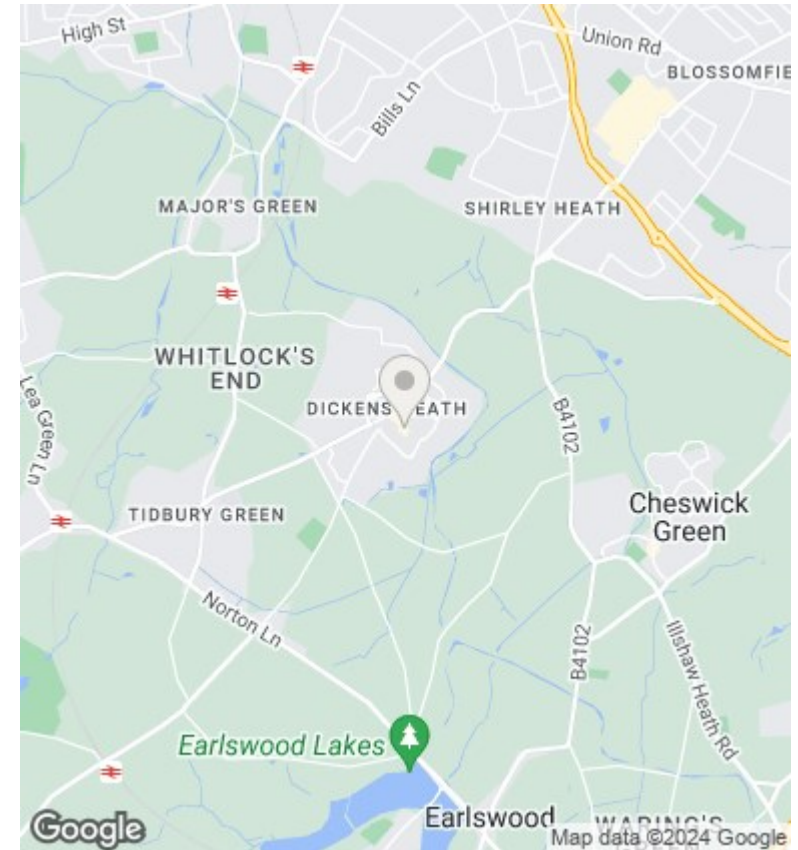 High St
Union Rd
BLOSSOMFIE
Bills Ln
MAJOR'S GREEN
SHIRLEY HEATH
WHITLOCK'S
END
DICKENS EATH
Lea Green Ln
B4102
Cheswick
Green
TIDBURY GREEN
Norton Ln
B4102
Illshaw Heath Rd
Earlswood Lakes
Earlswood
WARING'S
GREEN
Google
Map data ©2024 Google